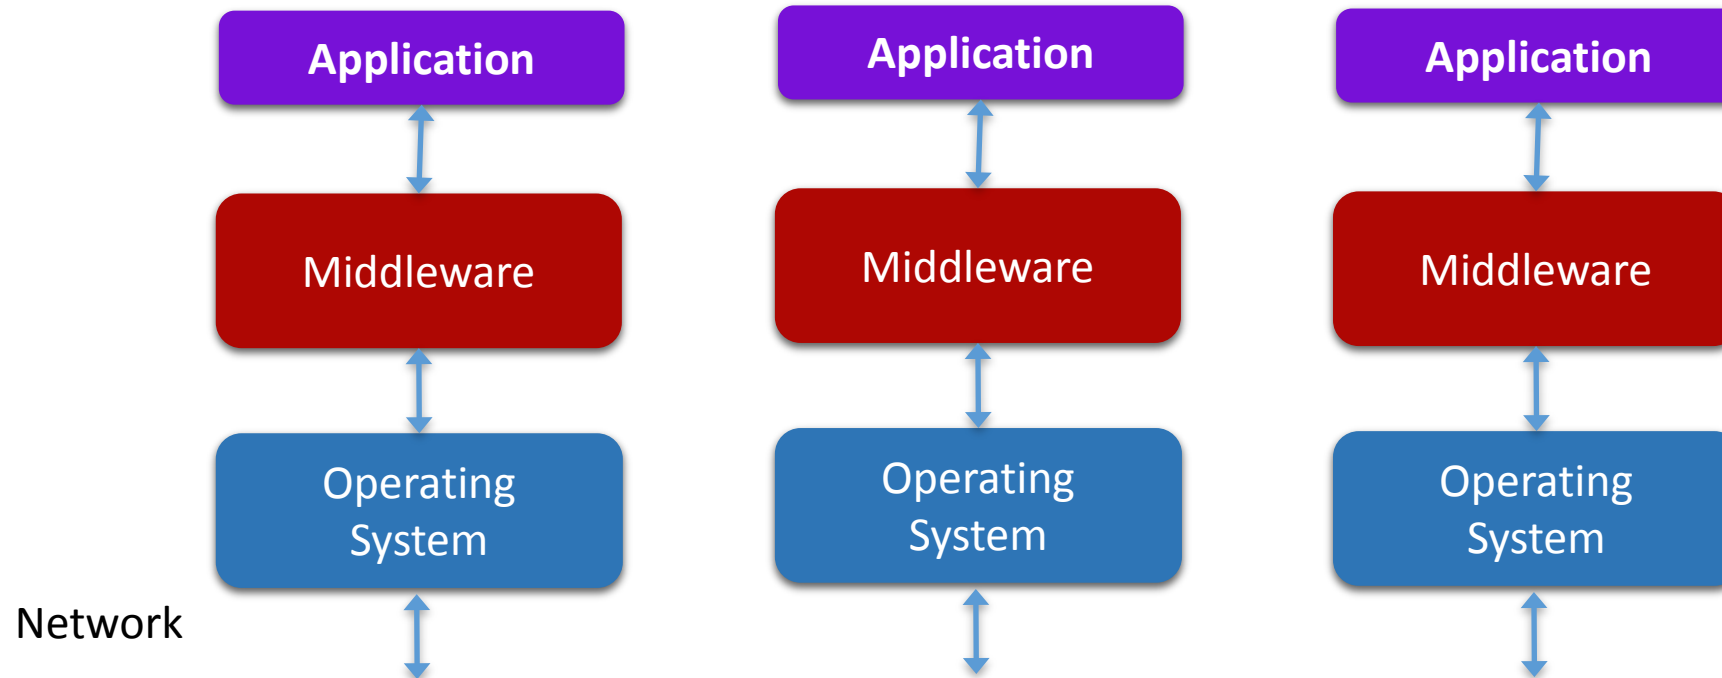 Application
Application
Application
Middleware
Middleware
Middleware
Operating
System
Operating
System
Operating
System
Network